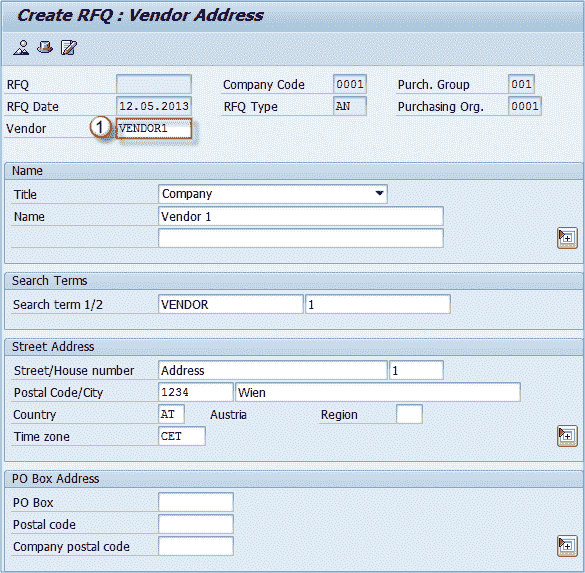 Create RFQ : Vendor Address
RFQ Company Code 0001 Purch. Group 001
RFQ Date 12.05.2013 RFQ Type AN Purchasing Org. 0001
Vendor 1 VENDOR1
Name
Title Company
Name Vendor 1
Search Terms
Search term 1/2 VENDOR 1
Street Address
Street/House number Address 1
Postal Code/City 1234 Wien
Country AT Austria Region
Time zone CET
PO Box Address
PO Box
Postal code
Company postal code